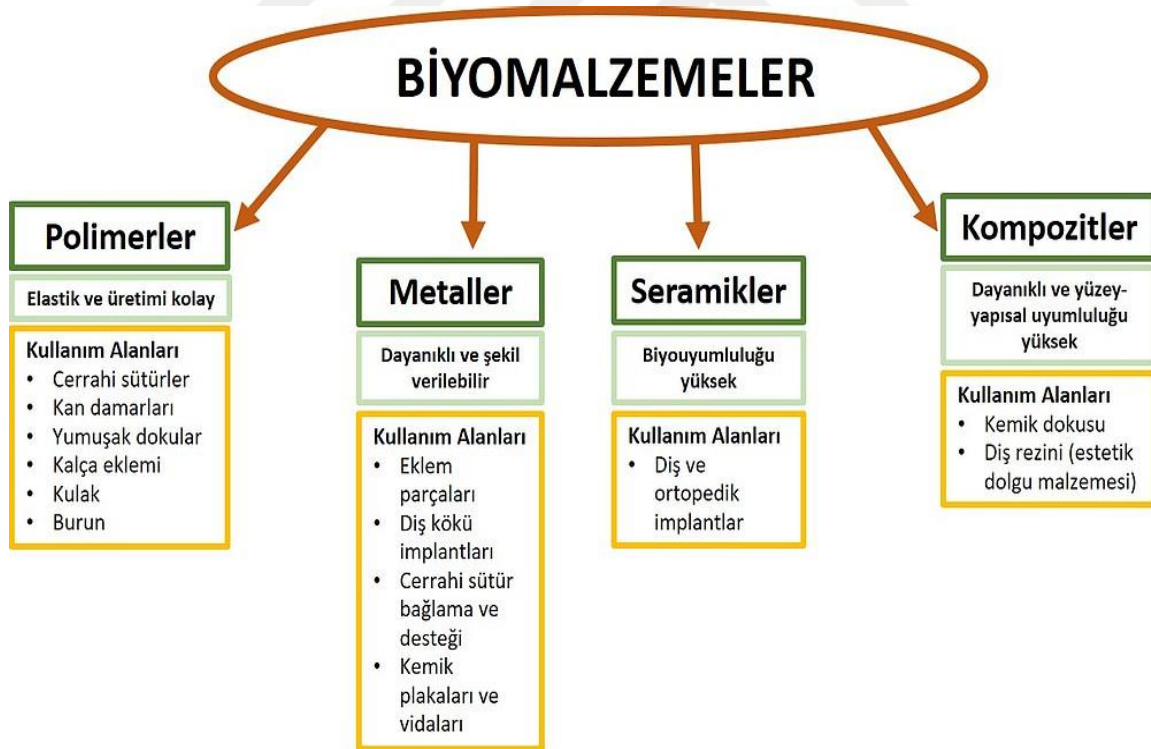 BİYOMALZEMELER
Polimerler
Elastik ve üretimi kolay
Kullanım Alanları
• Cerrahi sütürler
• Kan damarları
• Yumuşak dokular
• Kalça eklemi
• Kulak
• Burun
Metaller
Dayanıklı ve şekil
verilebilir
Kullanım Alanları
• Eklem
parçaları
• Diş kökü
implantları
• Cerrahi sütür
bağlama ve
desteği
• Kemik
plakaları ve
vidaları
Seramikler
Biyouyumluluğu
yüksek
Kullanım Alanları
• Diş ve
ortopedik
implantlar
Kompozitler
Dayanıklı ve yüzey-
yapısal uyumluluğu
yüksek
Kullanım Alanları
• Kemik dokusu
• Diş rezini (estetik
dolgu malzemesi)